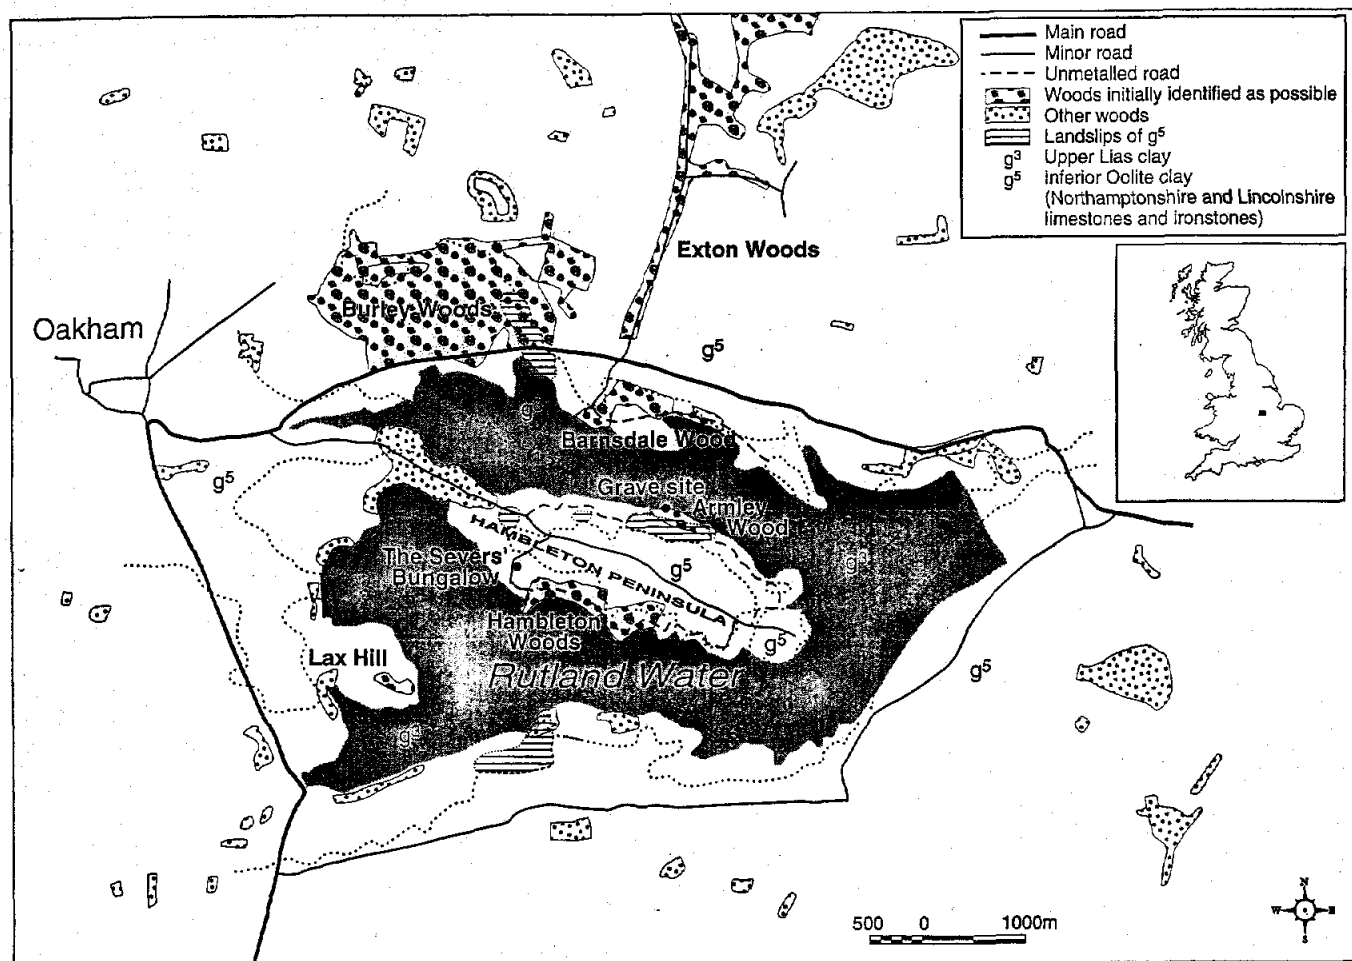 Main road
Minor road
Unmetalled road
Woods initially identified as possible
Other woods
Landslips of g⁵
g³ Upper Lias clay
g⁵ Inferior Oolite clay
(Northamptonshire and Lincolnshire
limestones and ironstones)
Exton Woods
Burley Woods
Oakham
g⁵
g³
Barnsdale Wood
g⁵
Grave site
Armley
Wood
HAMBLETON PENINSULA
The Severs'
Bungalow
g⁵
g³
Hambleton
Woods
g⁵
Lax Hill
Rutland Water
g⁵
g³
500 0 1000m
N
W E
S